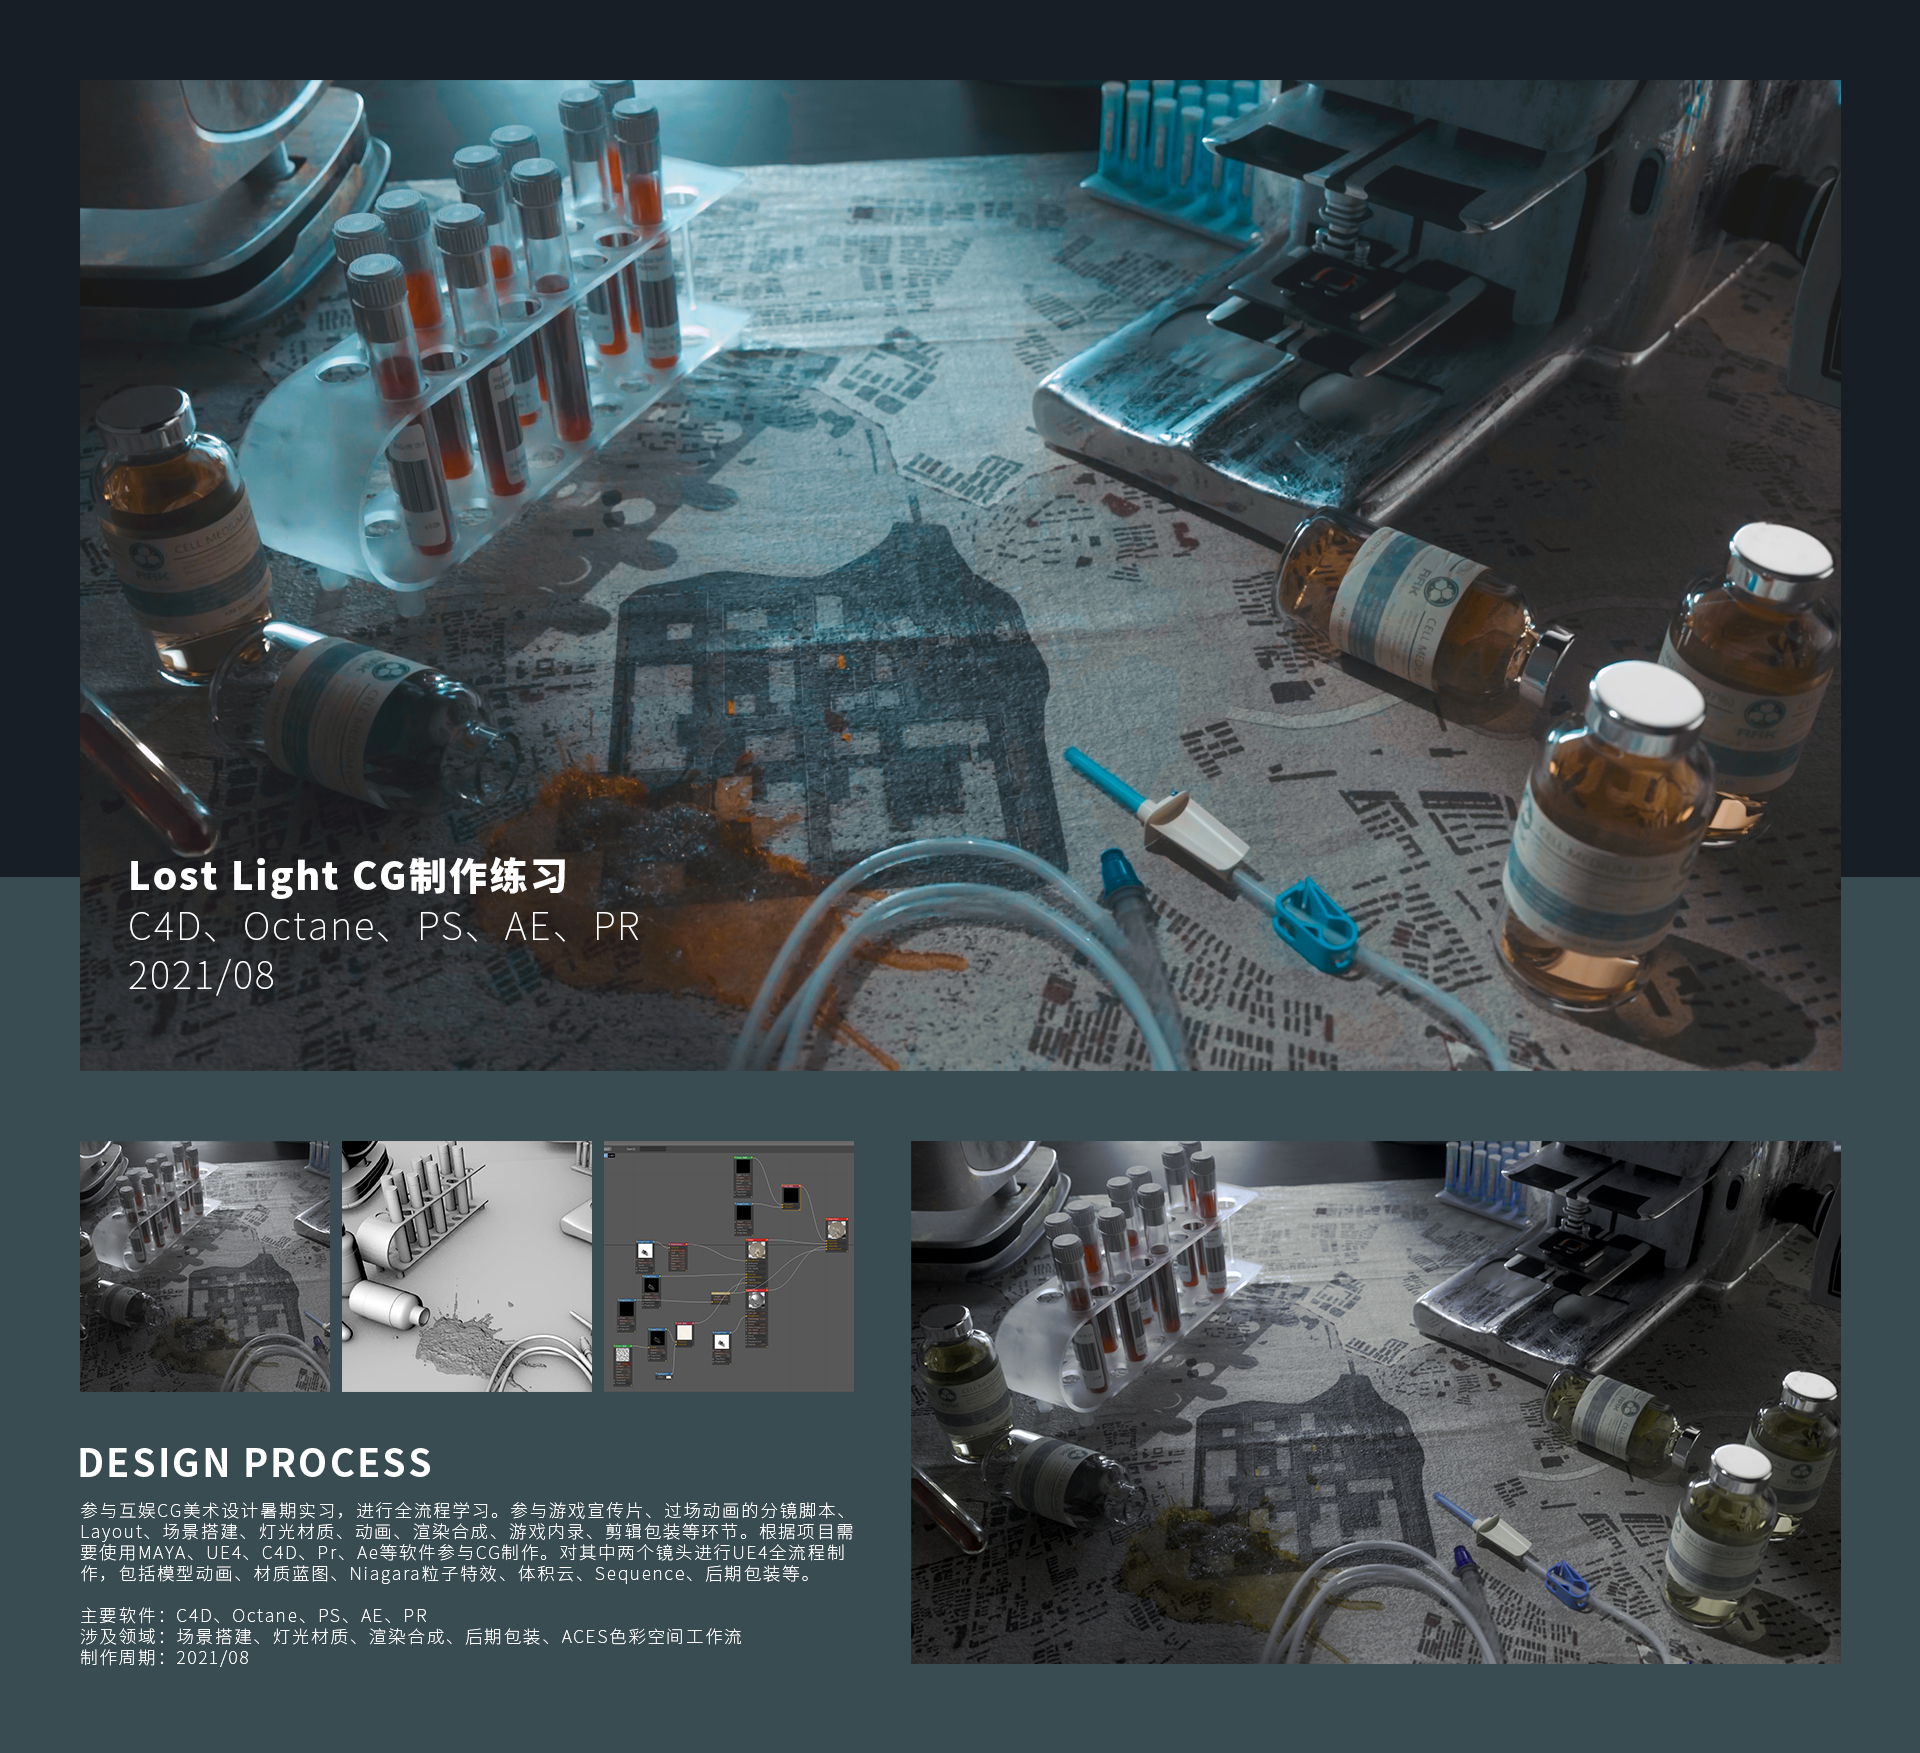 CELL MEDIUM
ARK
ARK
CELL MEDIUM
ARK
Lost Light CG制作练习
C4D、Octane、PS、AE、PR
2021/08
DESIGN PROCESS
参与互娱CG美术设计暑期实习，进行全流程学习。参与游戏宣传片、过场动画的分镜脚本、
Layout、场景搭建、灯光材质、动画、渲染合成、游戏内录、剪辑包装等环节。根据项目需
要使用MAYA、UE4、C4D、Pr、Ae等软件参与CG制作。对其中两个镜头进行UE4全流程制
作，包括模型动画、材质蓝图、Niagara粒子特效、体积云、Sequence、后期包装等。
主要软件：C4D、Octane、PS、AE、PR
涉及领域：场景搭建、灯光材质、渲染合成、后期包装、ACES色彩空间工作流
制作周期：2021/08